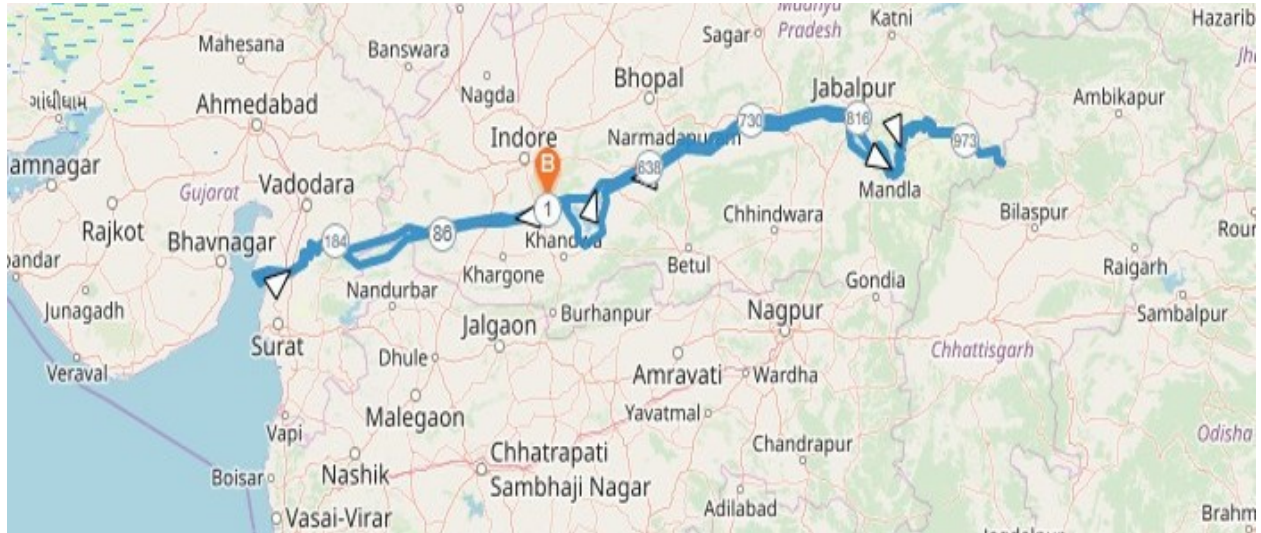 Madhya
Pradesh
Katni
Hazarib
Sagar
Mahesana
Banswara
Bhopal
Jabalpur
Nagda
Ambikapur
ગાંધીધામ
Ahmedabad
Indore
Narmadapuram
730
816
973
amnagar
B
638
Gujarat
Vadodara
Mandla
1
Rajkot
Bhavnagar
184
86
Khandwa
Chhindwara
Bilaspur
Khargone
Betul
Raigarh
Nandurbar
Gondia
Junagadh
Burhanpur
Nagpur
Sambalpur
Jalgaon
Surat
Dhule
Chhattisgarh
Veraval
Amravati
Wardha
Malegaon
Yavatmal
Vapi
Odisha
Chandrapur
Chhatrapati
Sambhaji Nagar
Boisar
Nashik
Adilabad
Vasai-Virar
Brahm